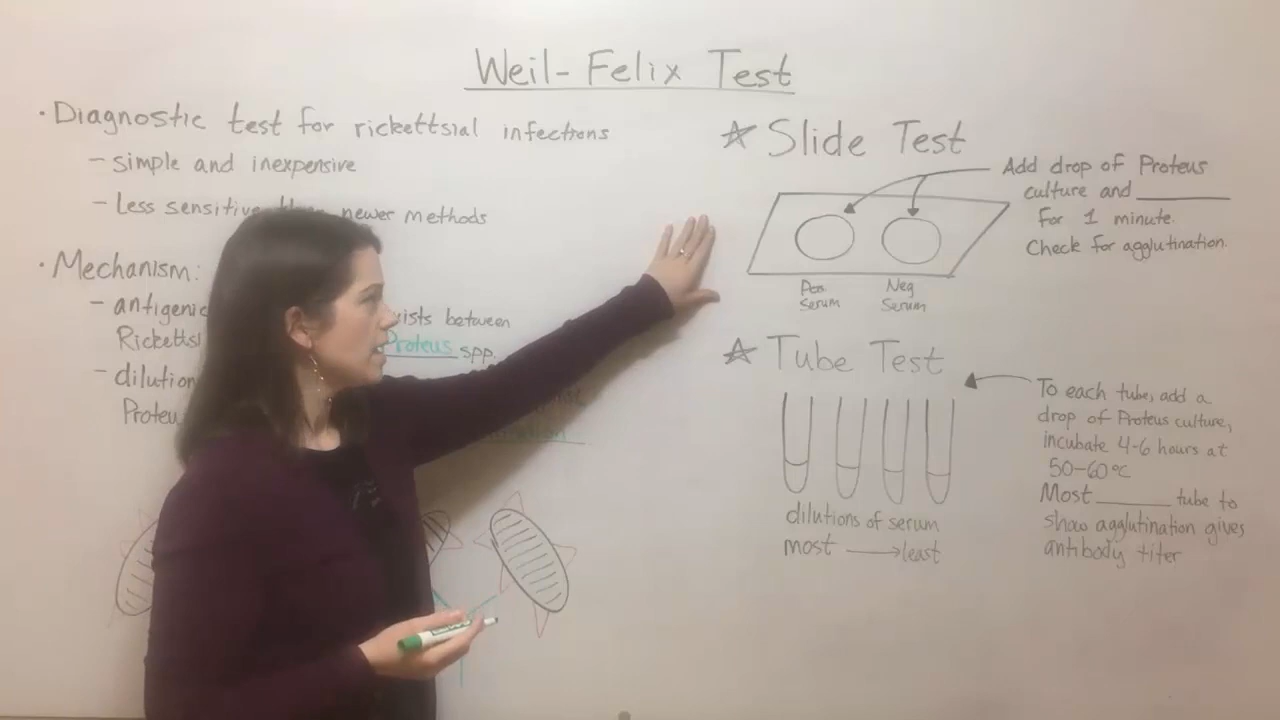 Weil-Felix Test
· Diagnostic test for rickettsial infections
- simple and inexpensive
- Less sensitive newer methods
· Mechanism:
- antigenic between
Proteus spp.
- dilution
☆ Slide Test
Add drop of Proteus
culture and ________
for 1 minute.
Check for agglutination.
Pos. Neg
Serum Serum
☆ Tube Test
To each tube, add a
drop of Proteus culture,
incubate 4-6 hours at
50-60°C
Most ________ tube to
show agglutination gives
antibody titer
dilutions of serum
most → least